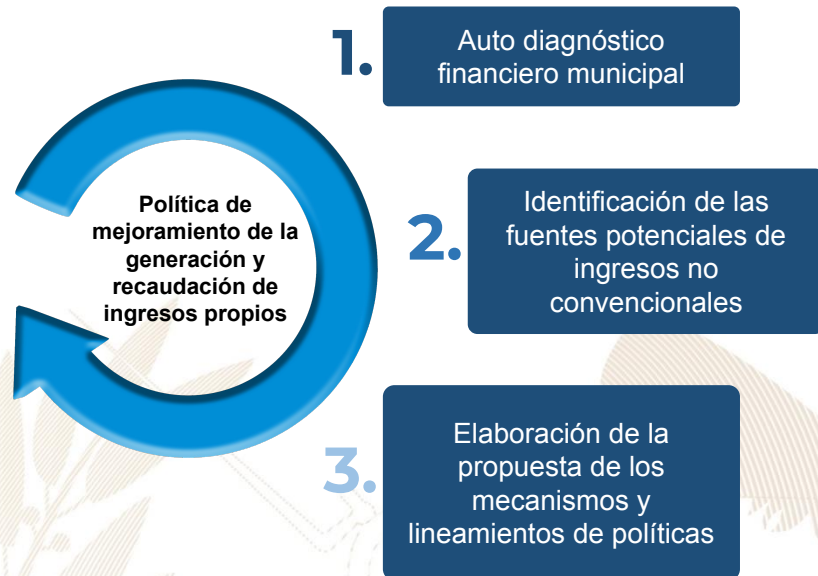 1.
Auto diagnóstico
financiero municipal
Política de
mejoramiento de la
generación y
recaudación de
ingresos propios
2.
Identificación de las
fuentes potenciales de
ingresos no
convencionales
3.
Elaboración de la
propuesta de los
mecanismos y
lineamientos de políticas